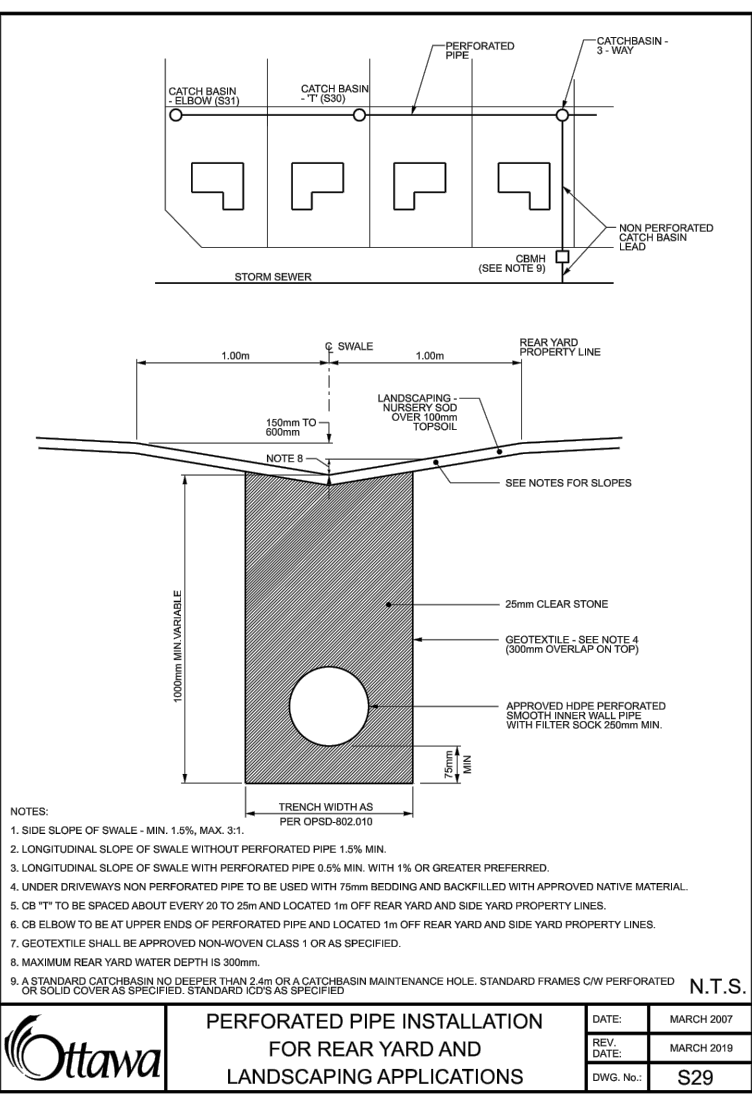 PERFORATED
PIPE
CATCHBASIN -
3 - WAY
CATCH BASIN
- ELBOW (S31)
CATCH BASIN
- 'T' (S30)
NON PERFORATED
CATCH BASIN
LEAD
CBMH
(SEE NOTE 9)
STORM SEWER
℄ SWALE
REAR YARD
PROPERTY LINE
1.00m
1.00m
LANDSCAPING -
NURSERY SOD
OVER 100mm
TOPSOIL
150mm TO
600mm
NOTE 8
SEE NOTES FOR SLOPES
1000mm MIN.VARIABLE
25mm CLEAR STONE
GEOTEXTILE - SEE NOTE 4
(300mm OVERLAP ON TOP)
APPROVED HDPE PERFORATED
SMOOTH INNER WALL PIPE
WITH FILTER SOCK 250mm MIN.
75mm
MIN
TRENCH WIDTH AS
PER OPSD-802.010
NOTES:
1. SIDE SLOPE OF SWALE - MIN. 1.5%, MAX. 3:1.
2. LONGITUDINAL SLOPE OF SWALE WITHOUT PERFORATED PIPE 1.5% MIN.
3. LONGITUDINAL SLOPE OF SWALE WITH PERFORATED PIPE 0.5% MIN. WITH 1% OR GREATER PREFERRED.
4. UNDER DRIVEWAYS NON PERFORATED PIPE TO BE USED WITH 75mm BEDDING AND BACKFILLED WITH APPROVED NATIVE MATERIAL.
5. CB "T" TO BE SPACED ABOUT EVERY 20 TO 25m AND LOCATED 1m OFF REAR YARD AND SIDE YARD PROPERTY LINES.
6. CB ELBOW TO BE AT UPPER ENDS OF PERFORATED PIPE AND LOCATED 1m OFF REAR YARD AND SIDE YARD PROPERTY LINES.
7. GEOTEXTILE SHALL BE APPROVED NON-WOVEN CLASS 1 OR AS SPECIFIED.
8. MAXIMUM REAR YARD WATER DEPTH IS 300mm.
9. A STANDARD CATCHBASIN NO DEEPER THAN 2.4m OR A CATCHBASIN MAINTENANCE HOLE. STANDARD FRAMES C/W PERFORATED
OR SOLID COVER AS SPECIFIED. STANDARD ICD'S AS SPECIFIED
N.T.S.
Ottawa
PERFORATED PIPE INSTALLATION
FOR REAR YARD AND
LANDSCAPING APPLICATIONS
DATE: MARCH 2007
REV.
DATE: MARCH 2019
DWG. No.: S29